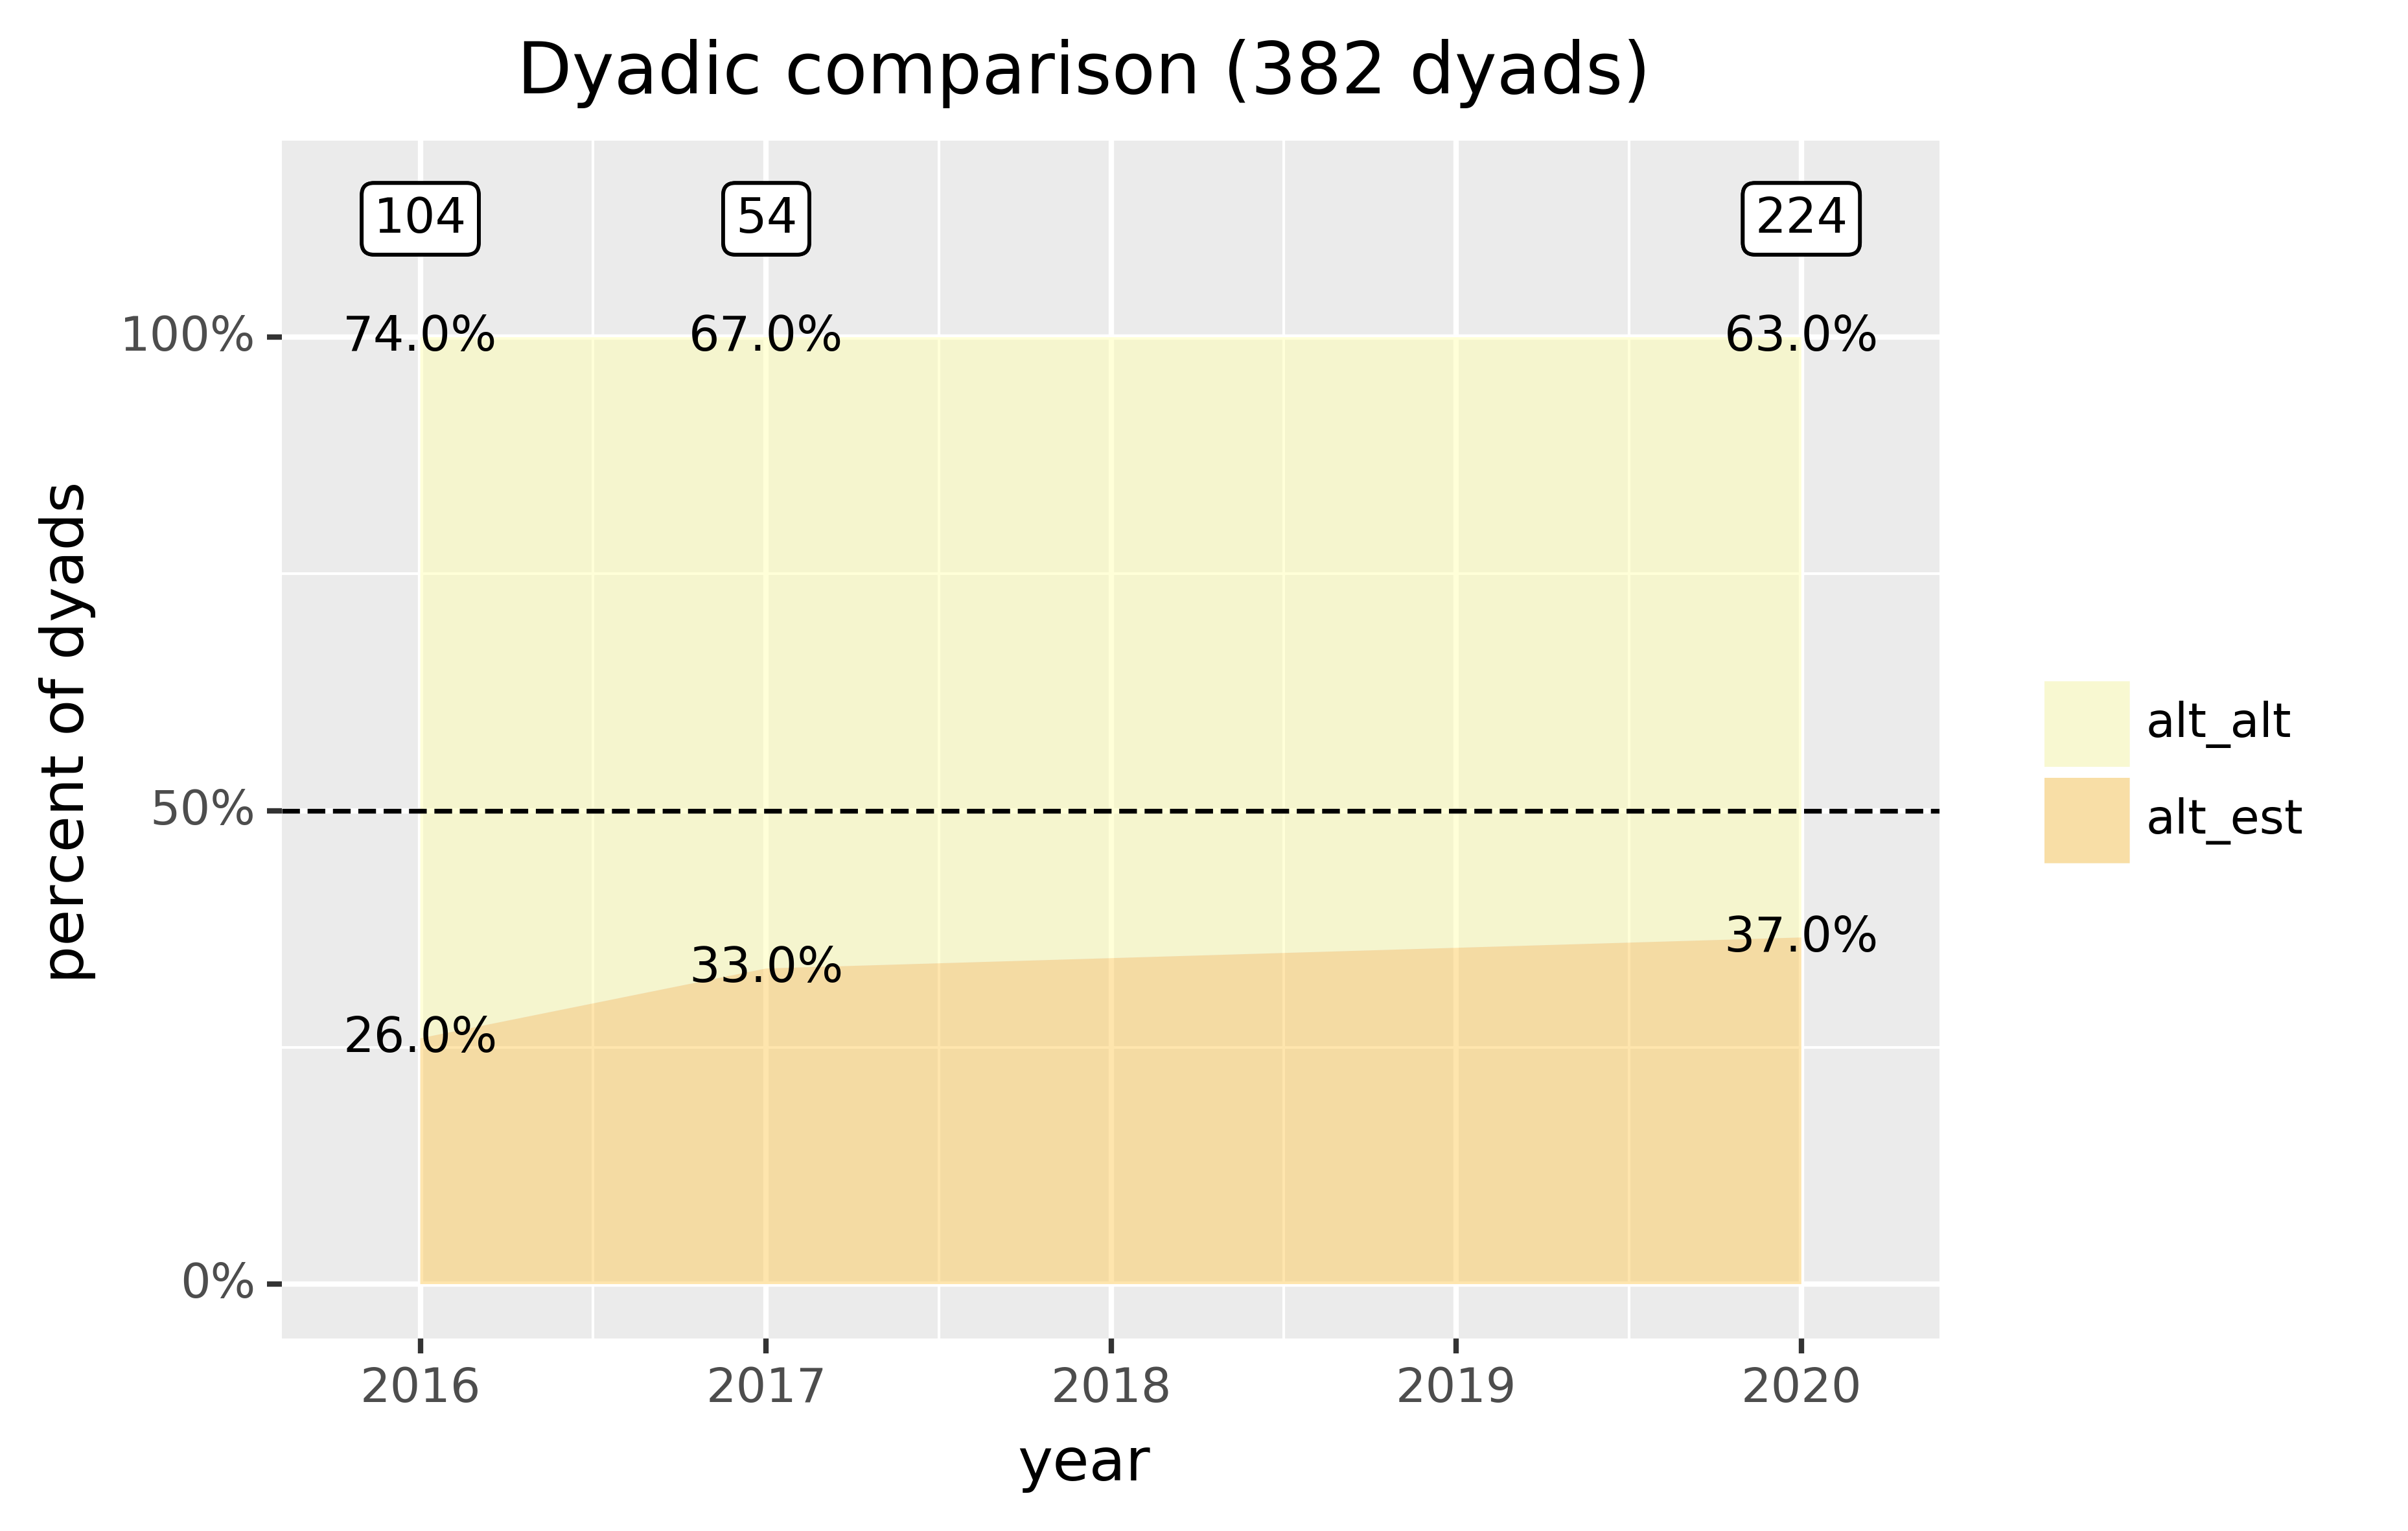 Dyadic comparison (382 dyads)
104 54 224
100% 74.0% 67.0% 63.0%
percent of dyads
alt_alt
50%
alt_est
37.0%
33.0%
26.0%
0%
2016 2017 2018 2019 2020
year